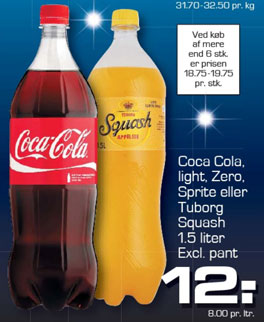 31.70-32.50 pr. kg
Ved køb
af mere
end 6 stk.
er prisen
18.75-19.75
pr. stk.
Coca-Cola
TUBORG
Squash
APPELSIN
Coca Cola,
light, Zero,
Sprite eller
Tuborg
Squash
1.5 liter
Excl. pant
12:-
8.00 pr. ltr.